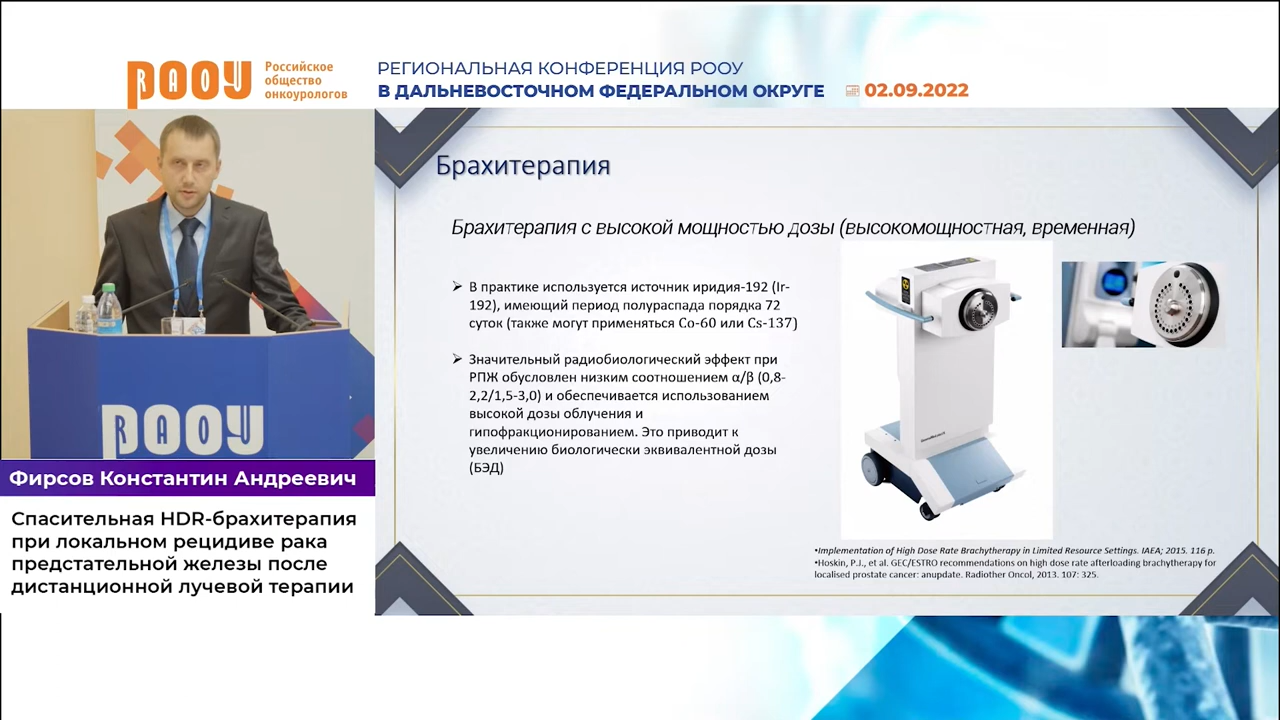 РАОУ
Российское
общество
онкоурологов
РЕГИОНАЛЬНАЯ КОНФЕРЕНЦИЯ РООУ
В ДАЛЬНЕВОСТОЧНОМ ФЕДЕРАЛЬНОМ ОКРУГЕ
02.09.2022
Брахитерапия
Брахитерапия с высокой мощностью дозы (высокомощностная, временная)
➢ В практике используется источник иридия-192 (Ir-
192), имеющий период полураспада порядка 72
суток (также могут применяться Co-60 или Cs-137)
➢ Значительный радиобиологический эффект при
РПЖ обусловлен низким соотношением α/β (0,8-
2,2/1,5-3,0) и обеспечивается использованием
высокой дозы облучения и
гипофракционированием. Это приводит к
увеличению биологически эквивалентной дозы
(БЭД)
•Implementation of High Dose Rate Brachytherapy in Limited Resource Settings. IAEA; 2015. 116 p.
•Hoskin, P.J., et al. GEC/ESTRO recommendations on high dose rate afterloading brachytherapy for
localised prostate cancer: anupdate. Radiother Oncol, 2013. 107: 325.
Фирсов Константин Андреевич
Спасительная HDR-брахитерапия
при локальном рецидиве рака
предстательной железы после
дистанционной лучевой терапии